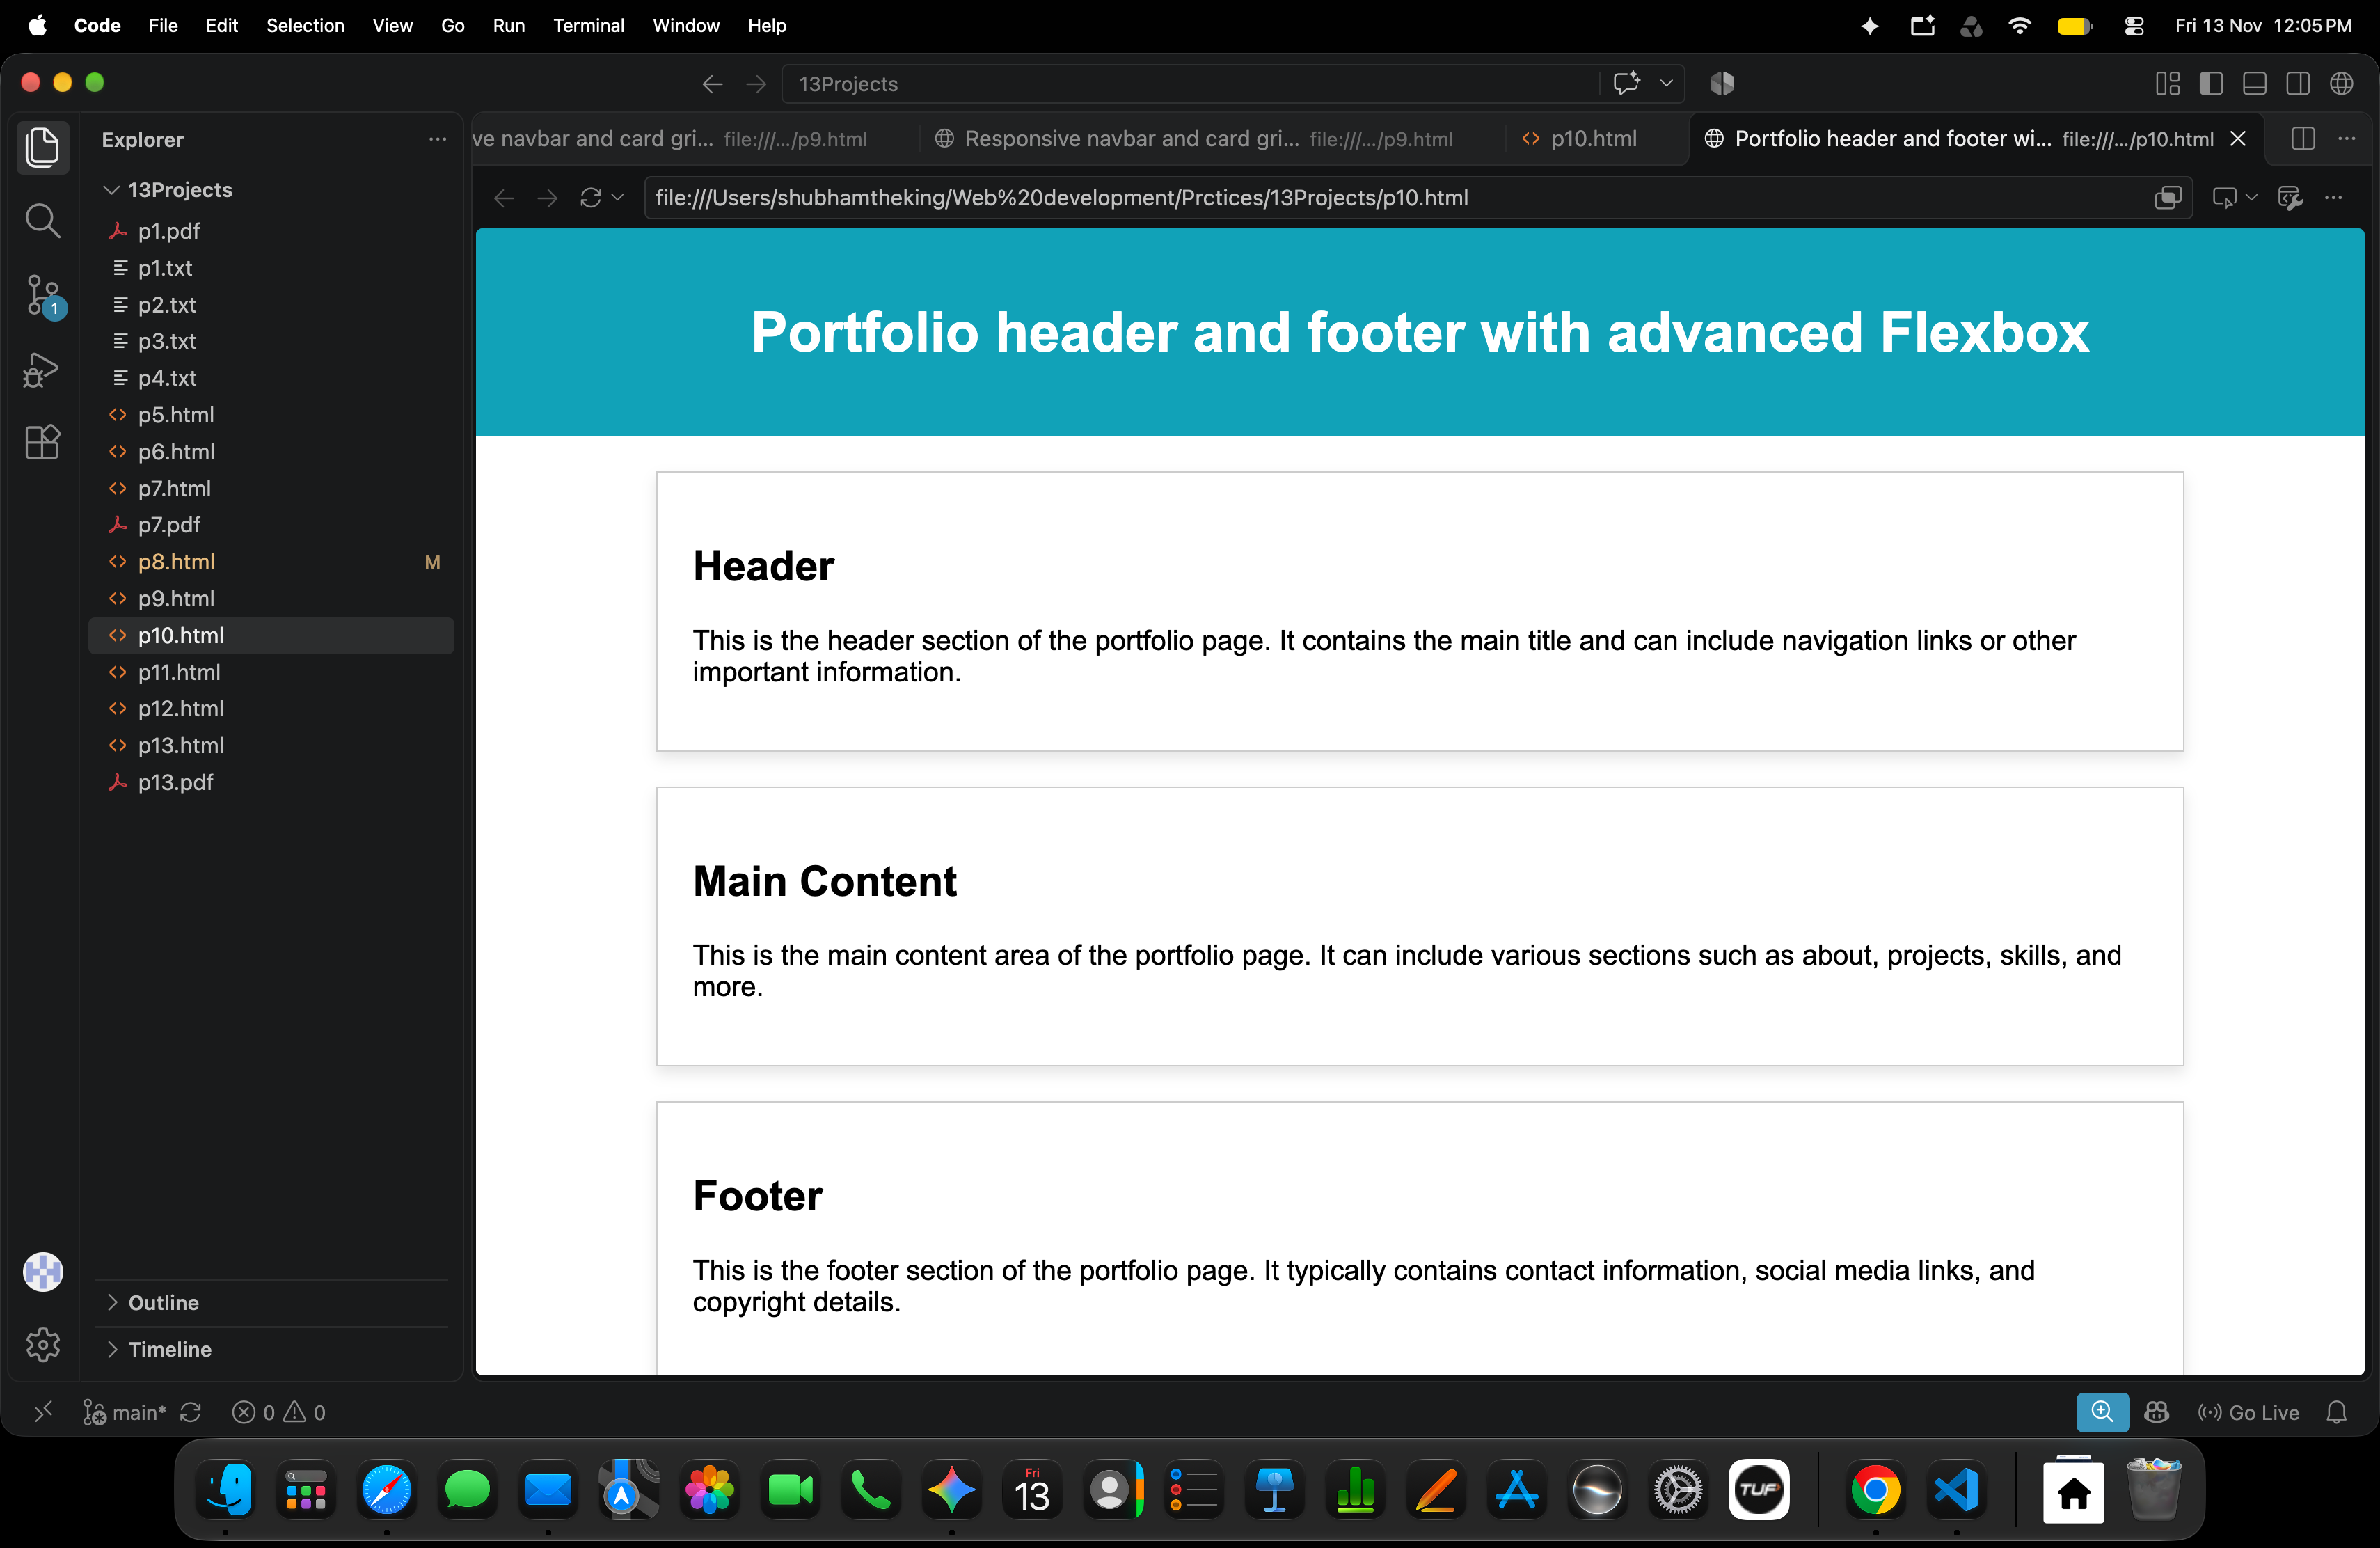 Code File Edit Selection View Go Run Terminal Window Help
Fri 13 Nov 12:05 PM
13Projects
Explorer
13Projects
p1.pdf
p1.txt
p2.txt
p3.txt
p4.txt
p5.html
p6.html
p7.html
p7.pdf
p8.html M
p9.html
p10.html
p11.html
p12.html
p13.html
p13.pdf
Outline
Timeline
1
ve navbar and card gri... file:///.../p9.html
Responsive navbar and card gri... file:///.../p9.html
p10.html
Portfolio header and footer wi... file:///.../p10.html
file:///Users/shubhamtheking/Web%20development/Prctices/13Projects/p10.html
Portfolio header and footer with advanced Flexbox
Header
This is the header section of the portfolio page. It contains the main title and can include navigation links or other
important information.
Main Content
This is the main content area of the portfolio page. It can include various sections such as about, projects, skills, and
more.
Footer
This is the footer section of the portfolio page. It typically contains contact information, social media links, and
copyright details.
main* 0 0
Go Live
Fri
13
TUF